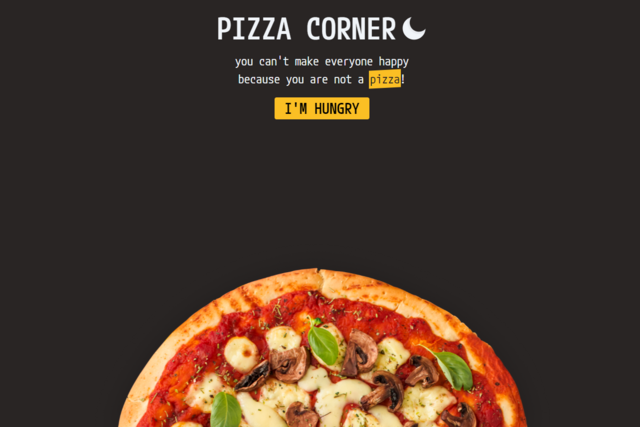 PIZZA CORNER
you can't make everyone happy
because you are not a pizza!
I'M HUNGRY